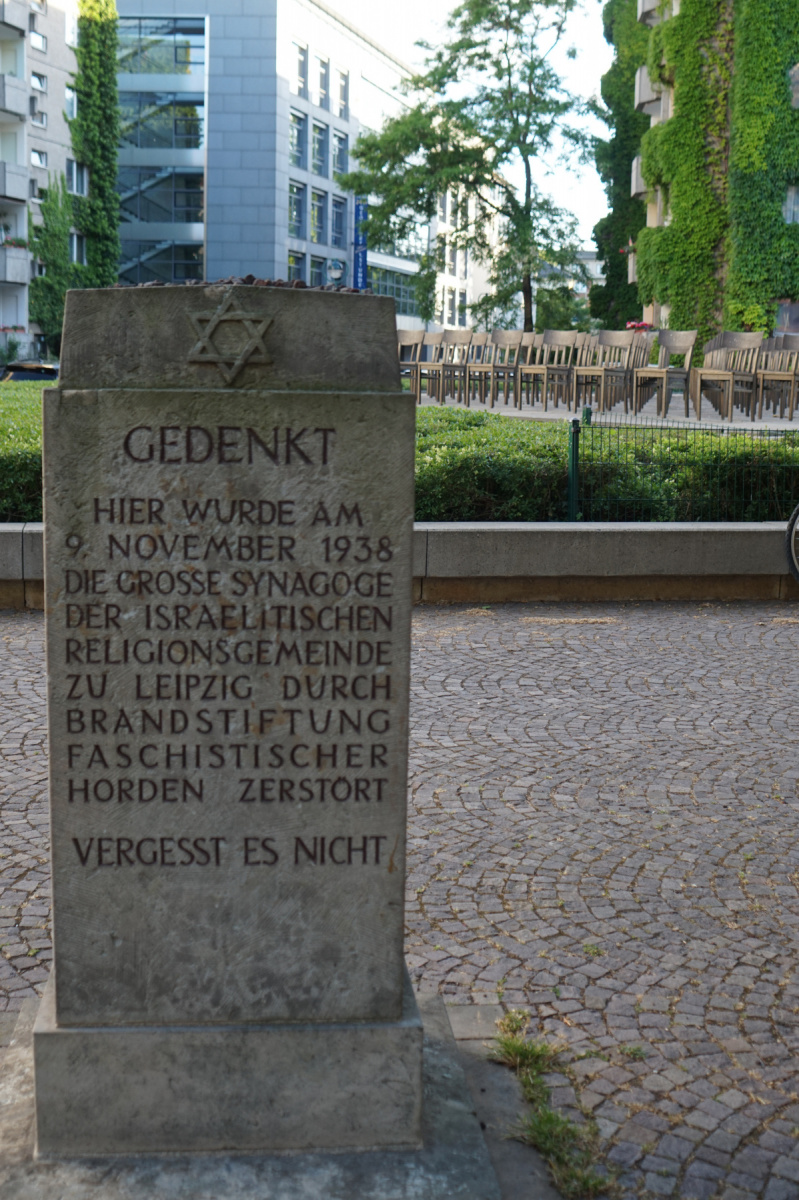 GEDENKT
HIER WURDE AM
9. NOVEMBER 1938
DIE GROSSE SYNAGOGE
DER ISRAELITISCHEN
RELIGIONSGEMEINDE
ZU LEIPZIG DURCH
BRANDSTIFTUNG
FASCHISTISCHER
HORDEN ZERSTÖRT
VERGESST ES NICHT